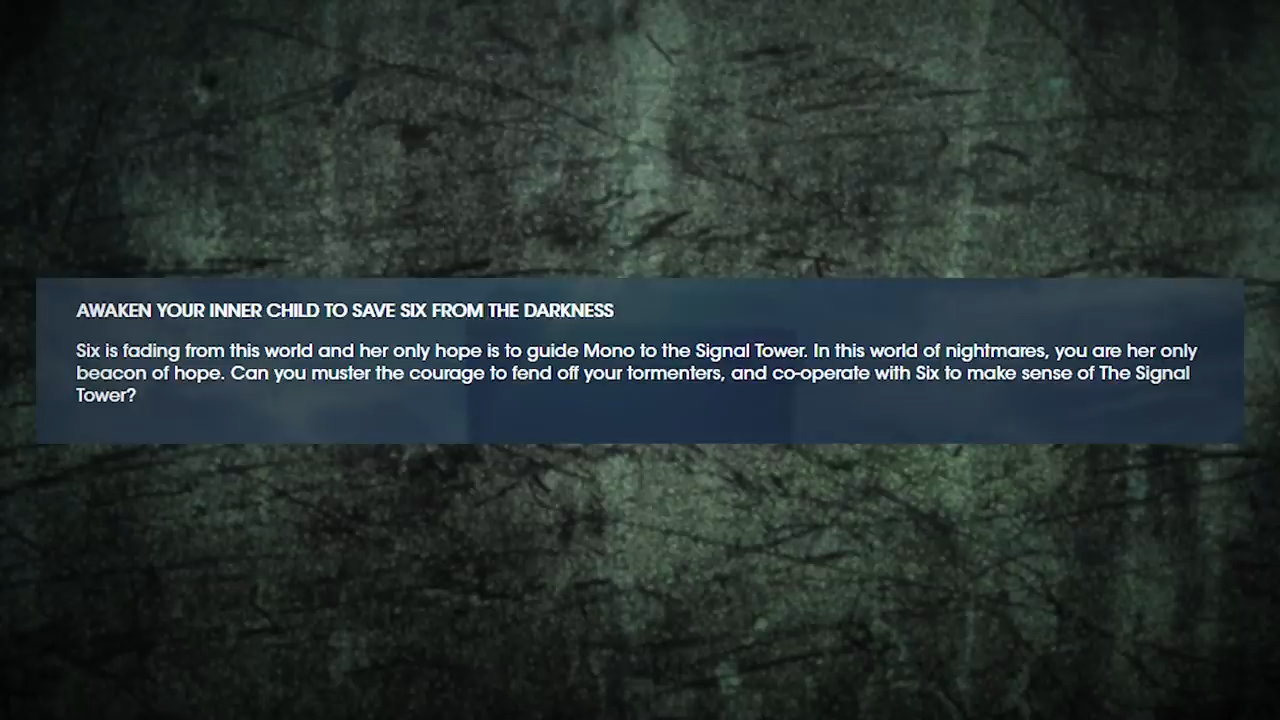 AWAKEN YOUR INNER CHILD TO SAVE SIX FROM THE DARKNESS
Six is fading from this world and her only hope is to guide Mono to the Signal Tower. In this world of nightmares, you are her only
beacon of hope. Can you muster the courage to fend off your tormenters, and co-operate with Six to make sense of The Signal
Tower?